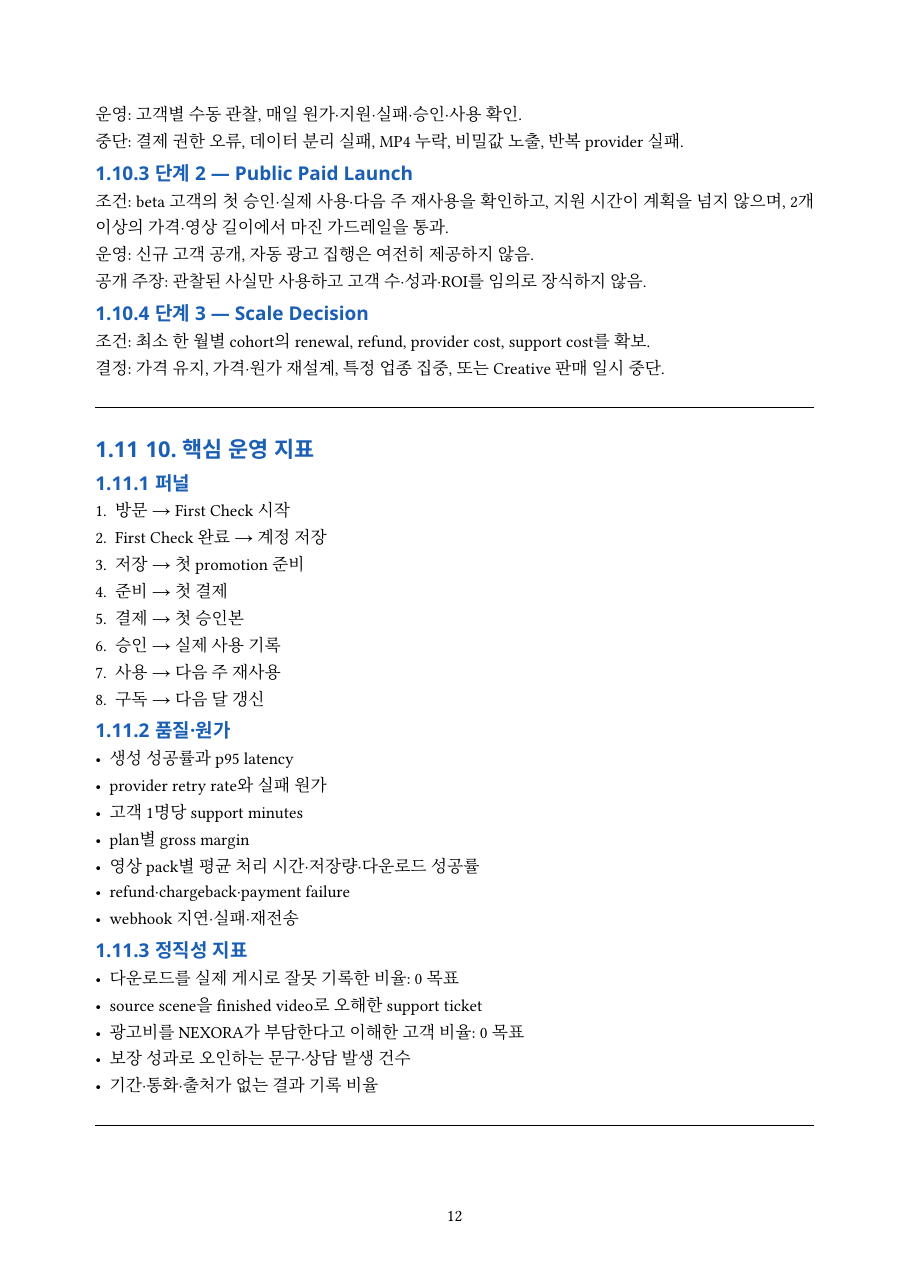 운영: 고객별 수동 관찰, 매일 원가·지원·실패·승인·사용 확인.
중단: 결제 권한 오류, 데이터 분리 실패, MP4 누락, 비밀값 노출, 반복 provider 실패.
1.10.3 단계 2 — Public Paid Launch
조건: beta 고객의 첫 승인·실제 사용·다음 주 재사용을 확인하고, 지원 시간이 계획을 넘지 않으며, 2개
이상의 가격·영상 길이에서 마진 가드레일을 통과.
운영: 신규 고객 공개, 자동 광고 집행은 여전히 제공하지 않음.
공개 주장: 관찰된 사실만 사용하고 고객 수·성과·ROI를 임의로 장식하지 않음.
1.10.4 단계 3 — Scale Decision
조건: 최소 한 월별 cohort의 renewal, refund, provider cost, support cost를 확보.
결정: 가격 유지, 가격·원가 재설계, 특정 업종 집중, 또는 Creative 판매 일시 중단.
1.11 10. 핵심 운영 지표
1.11.1 퍼널
1. 방문 → First Check 시작
2. First Check 완료 → 계정 저장
3. 저장 → 첫 promotion 준비
4. 준비 → 첫 결제
5. 결제 → 첫 승인본
6. 승인 → 실제 사용 기록
7. 사용 → 다음 주 재사용
8. 구독 → 다음 달 갱신
1.11.2 품질·원가
• 생성 성공률과 p95 latency
• provider retry rate와 실패 원가
• 고객 1명당 support minutes
• plan별 gross margin
• 영상 pack별 평균 처리 시간·저장량·다운로드 성공률
• refund·chargeback·payment failure
• webhook 지연·실패·재전송
1.11.3 정직성 지표
• 다운로드를 실제 게시로 잘못 기록한 비율: 0 목표
• source scene을 finished video로 오해한 support ticket
• 광고비를 NEXORA가 부담한다고 이해한 고객 비율: 0 목표
• 보장 성과로 오인하는 문구·상담 발생 건수
• 기간·통화·출처가 없는 결과 기록 비율
12